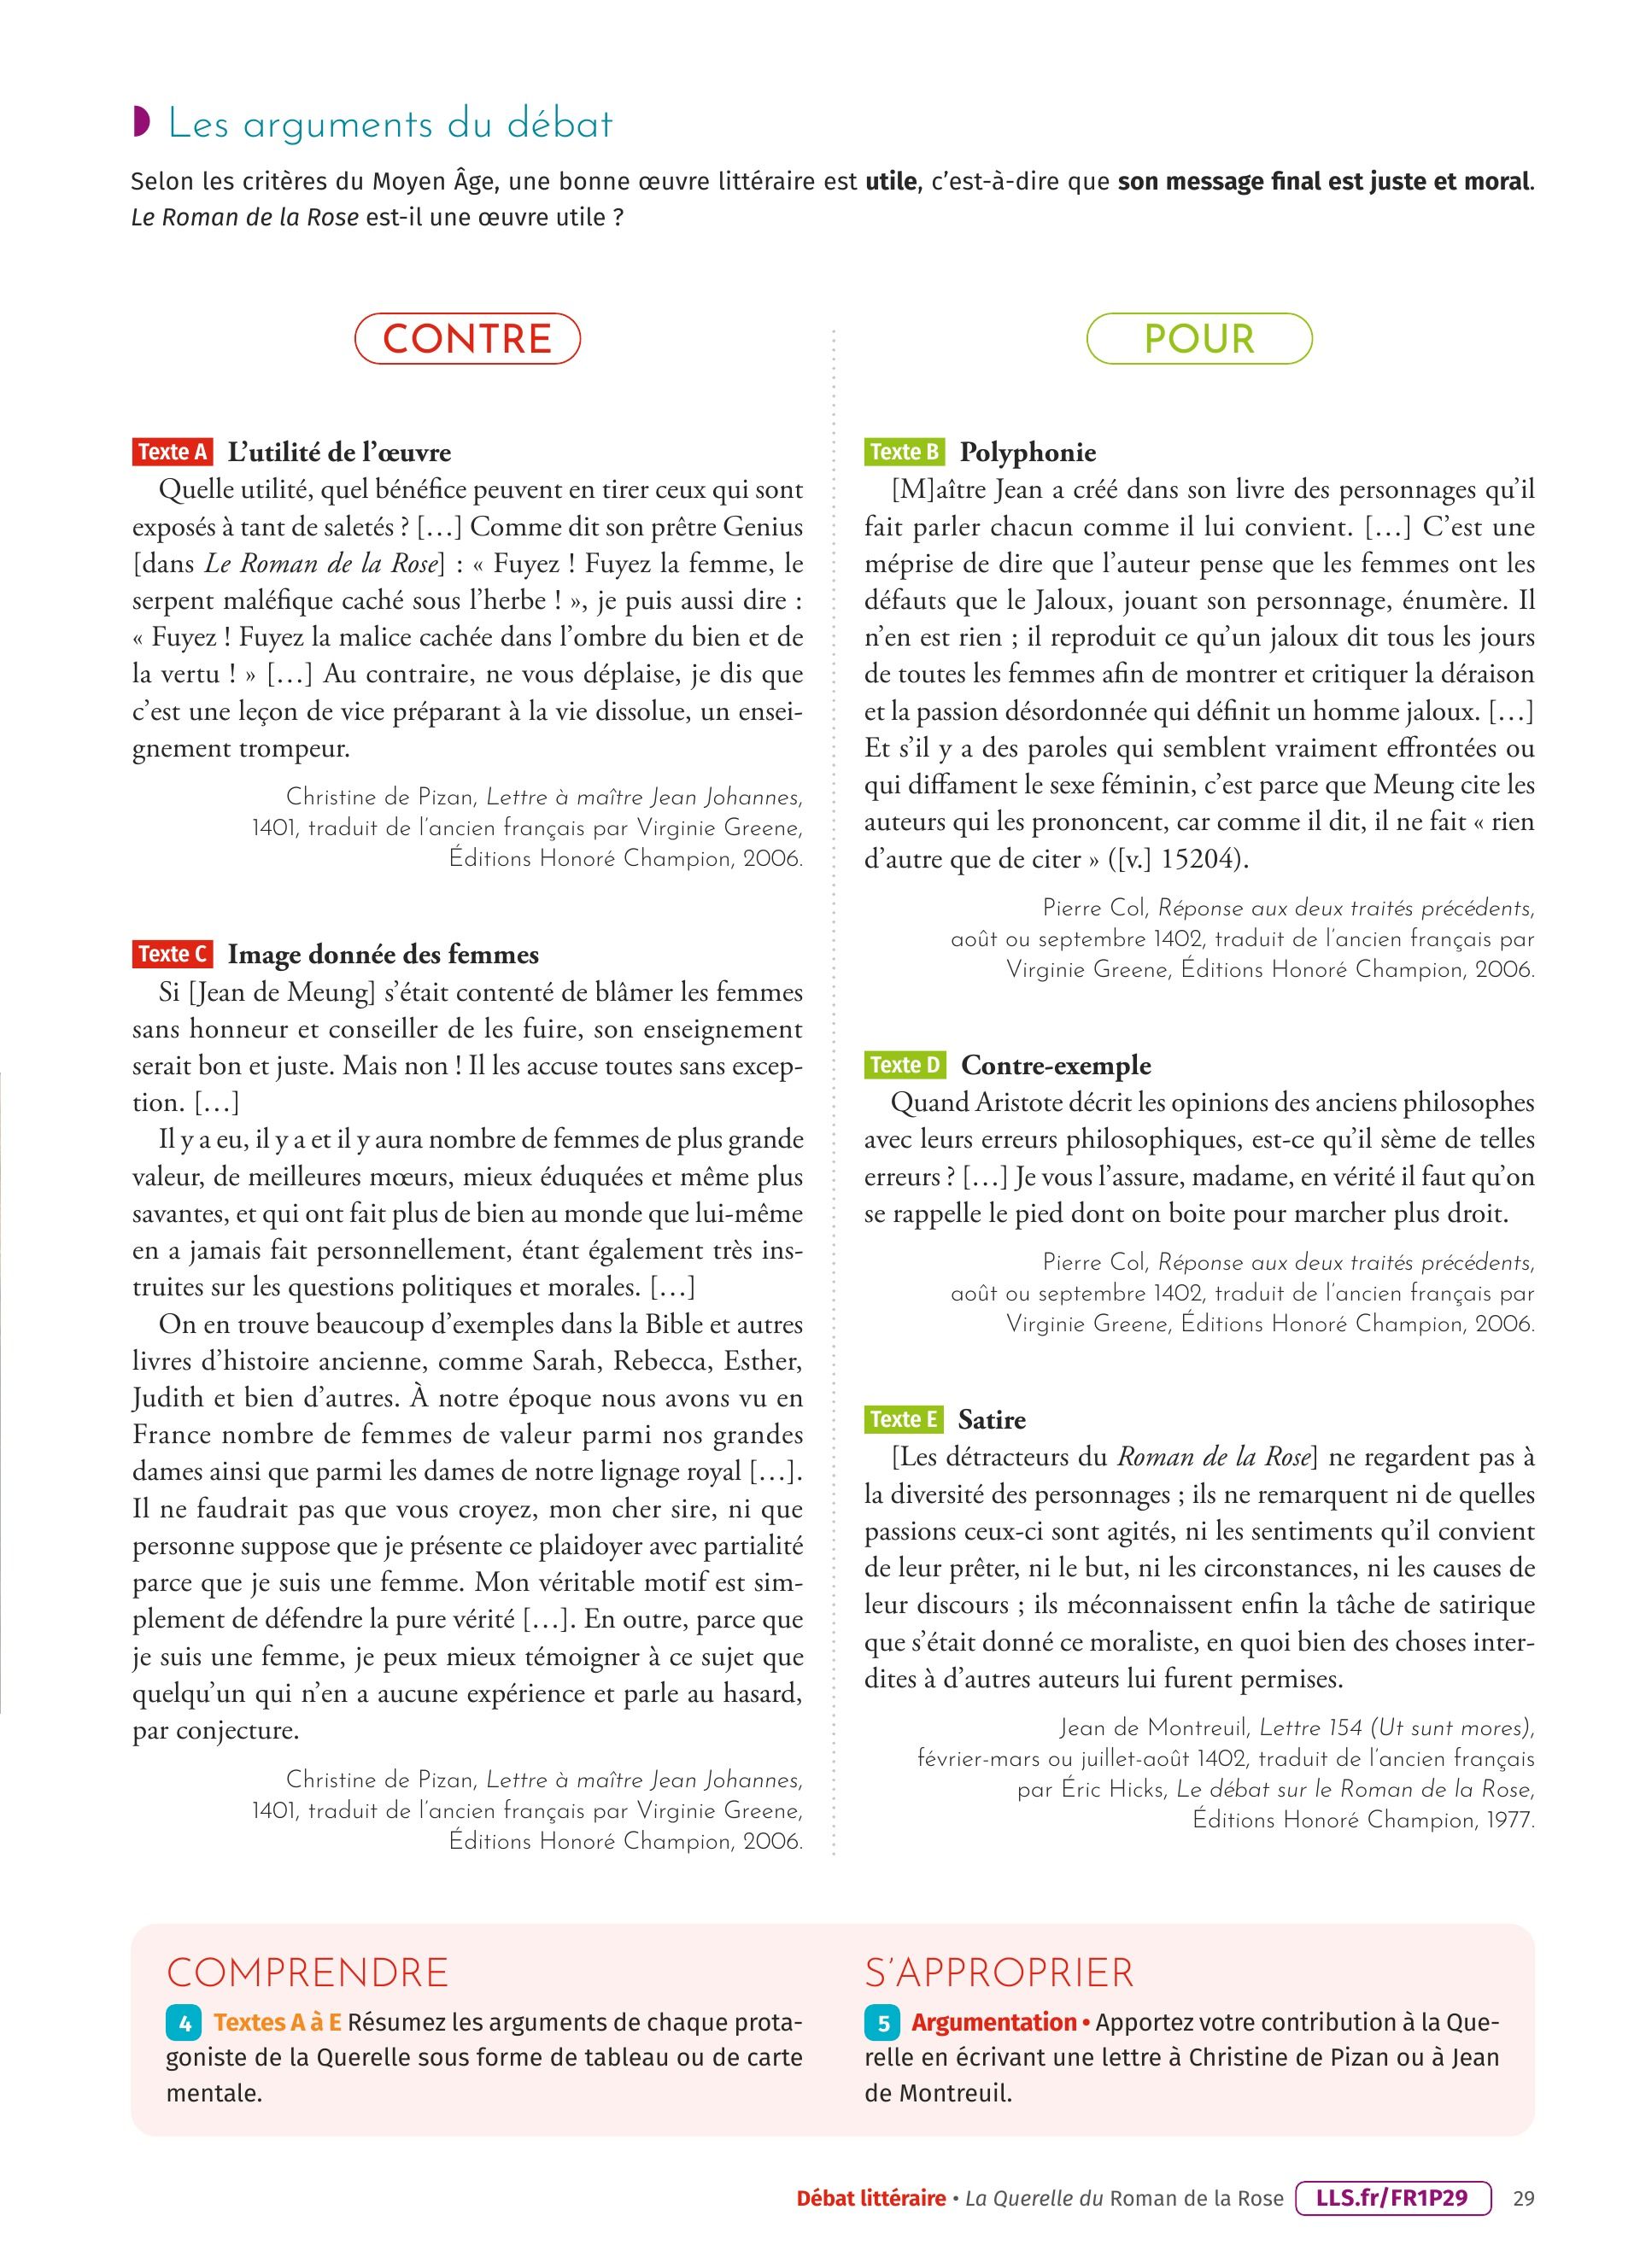 Les arguments du débat
Selon les critères du Moyen Âge, une bonne œuvre littéraire est utile, c'est-à-dire que son message final est juste et moral.
Le Roman de la Rose est-il une œuvre utile ?
CONTRE
Texte A L'utilité de l'œuvre
Quelle utilité, quel bénéfice peuvent en tirer ceux qui sont
exposés à tant de saletés ? […] Comme dit son prêtre Genius
[dans Le Roman de la Rose] : « Fuyez ! Fuyez la femme, le
serpent maléfique caché sous l'herbe ! », je puis aussi dire :
« Fuyez ! Fuyez la malice cachée dans l'ombre du bien et de
la vertu ! » […] Au contraire, ne vous déplaise, je dis que
c'est une leçon de vice préparant à la vie dissolue, un ensei-
gnement trompeur.
Christine de Pizan, Lettre à maître Jean Johannes,
1401, traduit de l'ancien français par Virginie Greene,
Éditions Honoré Champion, 2006.
Texte C Image donnée des femmes
Si [Jean de Meung] s'était contenté de blâmer les femmes
sans honneur et conseiller de les fuire, son enseignement
serait bon et juste. Mais non ! Il les accuse toutes sans excep-
tion. […]
Il y a eu, il y a et il y aura nombre de femmes de plus grande
valeur, de meilleures mœurs, mieux éduquées et même plus
savantes, et qui ont fait plus de bien au monde que lui-même
en a jamais fait personnellement, étant également très ins-
truites sur les questions politiques et morales. […]
On en trouve beaucoup d'exemples dans la Bible et autres
livres d'histoire ancienne, comme Sarah, Rebecca, Esther,
Judith et bien d'autres. À notre époque nous avons vu en
France nombre de femmes de valeur parmi nos grandes
dames ainsi que parmi les dames de notre lignage royal […].
Il ne faudrait pas que vous croyez, mon cher sire, ni que
personne suppose que je présente ce plaidoyer avec partialité
parce que je suis une femme. Mon véritable motif est sim-
plement de défendre la pure vérité […]. En outre, parce que
je suis une femme, je peux mieux témoigner à ce sujet que
quelqu'un qui n'en a aucune expérience et parle au hasard,
par conjecture.
Christine de Pizan, Lettre à maître Jean Johannes,
1401, traduit de l'ancien français par Virginie Greene,
Éditions Honoré Champion, 2006.
POUR
Texte B Polyphonie
[M]aître Jean a créé dans son livre des personnages qu'il
fait parler chacun comme il lui convient. […] C'est une
méprise de dire que l'auteur pense que les femmes ont les
défauts que le Jaloux, jouant son personnage, énumère. Il
n'en est rien ; il reproduit ce qu'un jaloux dit tous les jours
de toutes les femmes afin de montrer et critiquer la déraison
et la passion désordonnée qui définit un homme jaloux. […]
Et s'il y a des paroles qui semblent vraiment effrontées ou
qui diffament le sexe féminin, c'est parce que Meung cite les
auteurs qui les prononcent, car comme il dit, il ne fait « rien
d'autre que de citer » ([v.] 15204).
Pierre Col, Réponse aux deux traités précédents,
août ou septembre 1402, traduit de l'ancien français par
Virginie Greene, Éditions Honoré Champion, 2006.
Texte D Contre-exemple
Quand Aristote décrit les opinions des anciens philosophes
avec leurs erreurs philosophiques, est-ce qu'il sème de telles
erreurs ? […] Je vous l'assure, madame, en vérité il faut qu'on
se rappelle le pied dont on boite pour marcher plus droit.
Pierre Col, Réponse aux deux traités précédents,
août ou septembre 1402, traduit de l'ancien français par
Virginie Greene, Éditions Honoré Champion, 2006.
Texte E Satire
[Les détracteurs du Roman de la Rose] ne regardent pas à
la diversité des personnages ; ils ne remarquent ni de quelles
passions ceux-ci sont agités, ni les sentiments qu'il convient
de leur prêter, ni le but, ni les circonstances, ni les causes de
leur discours ; ils méconnaissent enfin la tâche de satirique
que s'était donné ce moraliste, en quoi bien des choses inter-
dites à d'autres auteurs lui furent permises.
Jean de Montreuil, Lettre 154 (Ut sunt mores),
février-mars ou juillet-août 1402, traduit de l'ancien français
par Éric Hicks, Le débat sur le Roman de la Rose,
Éditions Honoré Champion, 1977.
COMPRENDRE
4 Textes A à E Résumez les arguments de chaque prota-
goniste de la Querelle sous forme de tableau ou de carte
mentale.
S'APPROPRIER
5 Argumentation • Apportez votre contribution à la Que-
relle en écrivant une lettre à Christine de Pizan ou à Jean
de Montreuil.
Débat littéraire • La Querelle du Roman de la Rose LLS.fr/FR1P29 29